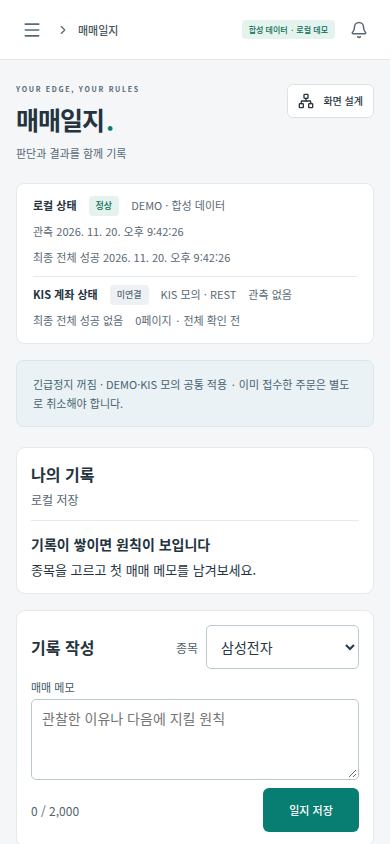 매매일지
합성 데이터 · 로컬 데모
YOUR EDGE, YOUR RULES
매매일지.
화면 설계
판단과 결과를 함께 기록
로컬 상태 정상 DEMO · 합성 데이터
관측 2026. 11. 20. 오후 9:42:26
최종 전체 성공 2026. 11. 20. 오후 9:42:26
KIS 계좌 상태 미연결 KIS 모의 · REST 관측 없음
최종 전체 성공 없음 0페이지 · 전체 확인 전
긴급정지 꺼짐 · DEMO·KIS 모의 공통 적용 · 이미 접수한 주문은 별도
로 취소해야 합니다.
나의 기록
로컬 저장
기록이 쌓이면 원칙이 보입니다
종목을 고르고 첫 매매 메모를 남겨보세요.
기록 작성
종목 삼성전자
매매 메모
관찰한 이유나 다음에 지킬 원칙
0 / 2,000
일지 저장